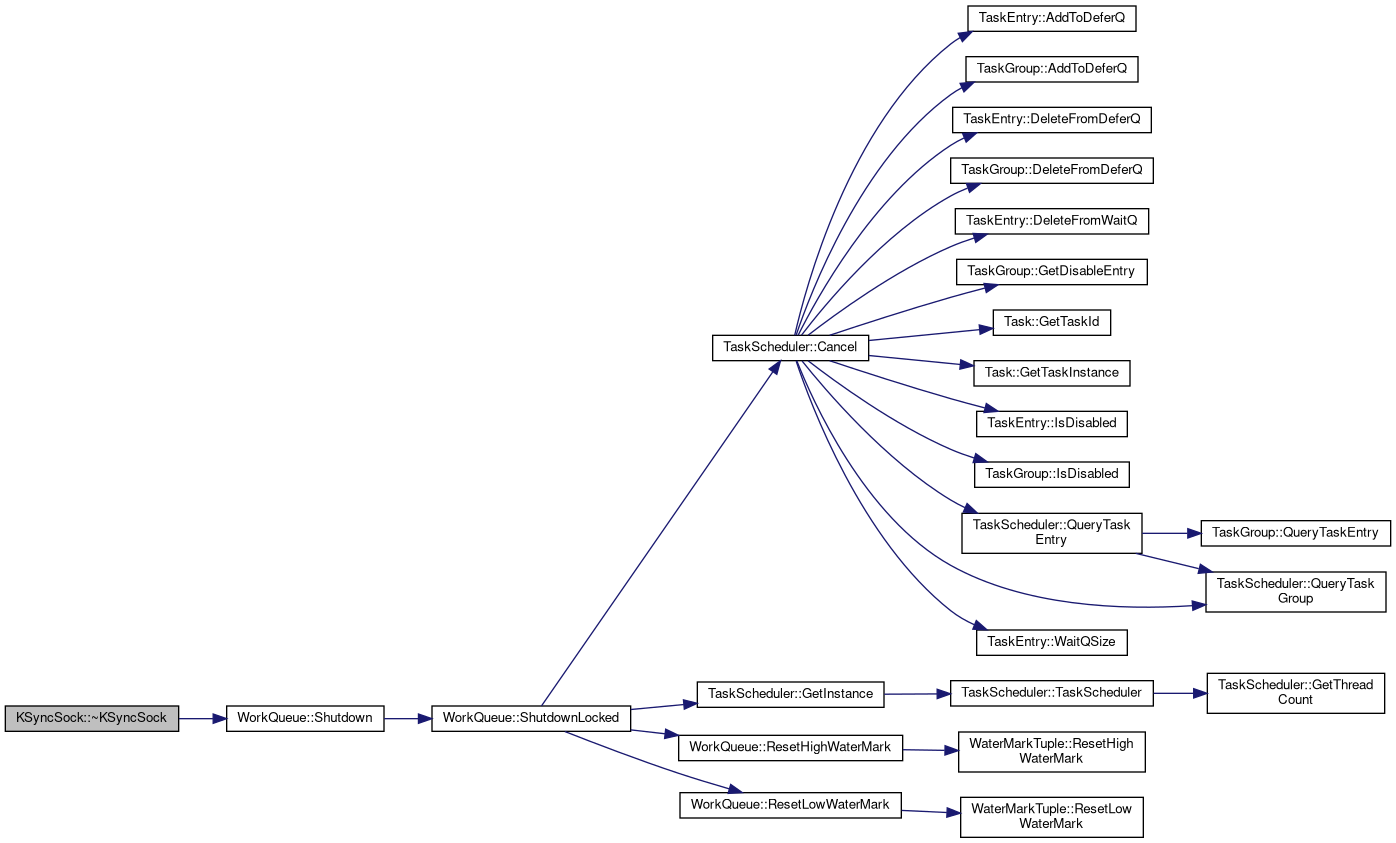 TaskEntry::AddToDeferQ
TaskGroup::AddToDeferQ
TaskEntry::DeleteFromDeferQ
TaskGroup::DeleteFromDeferQ
TaskEntry::DeleteFromWaitQ
TaskGroup::GetDisableEntry
Task::GetTaskId
TaskScheduler::Cancel
Task::GetTaskInstance
TaskEntry::IsDisabled
TaskGroup::IsDisabled
TaskScheduler::QueryTask
Entry
TaskGroup::QueryTaskEntry
TaskScheduler::QueryTask
Group
TaskEntry::WaitQSize
KSyncSock::~KSyncSock
WorkQueue::Shutdown
WorkQueue::ShutdownLocked
TaskScheduler::GetInstance
TaskScheduler::TaskScheduler
TaskScheduler::GetThread
Count
WorkQueue::ResetHighWaterMark
WaterMarkTuple::ResetHigh
WaterMark
WorkQueue::ResetLowWaterMark
WaterMarkTuple::ResetLow
WaterMark